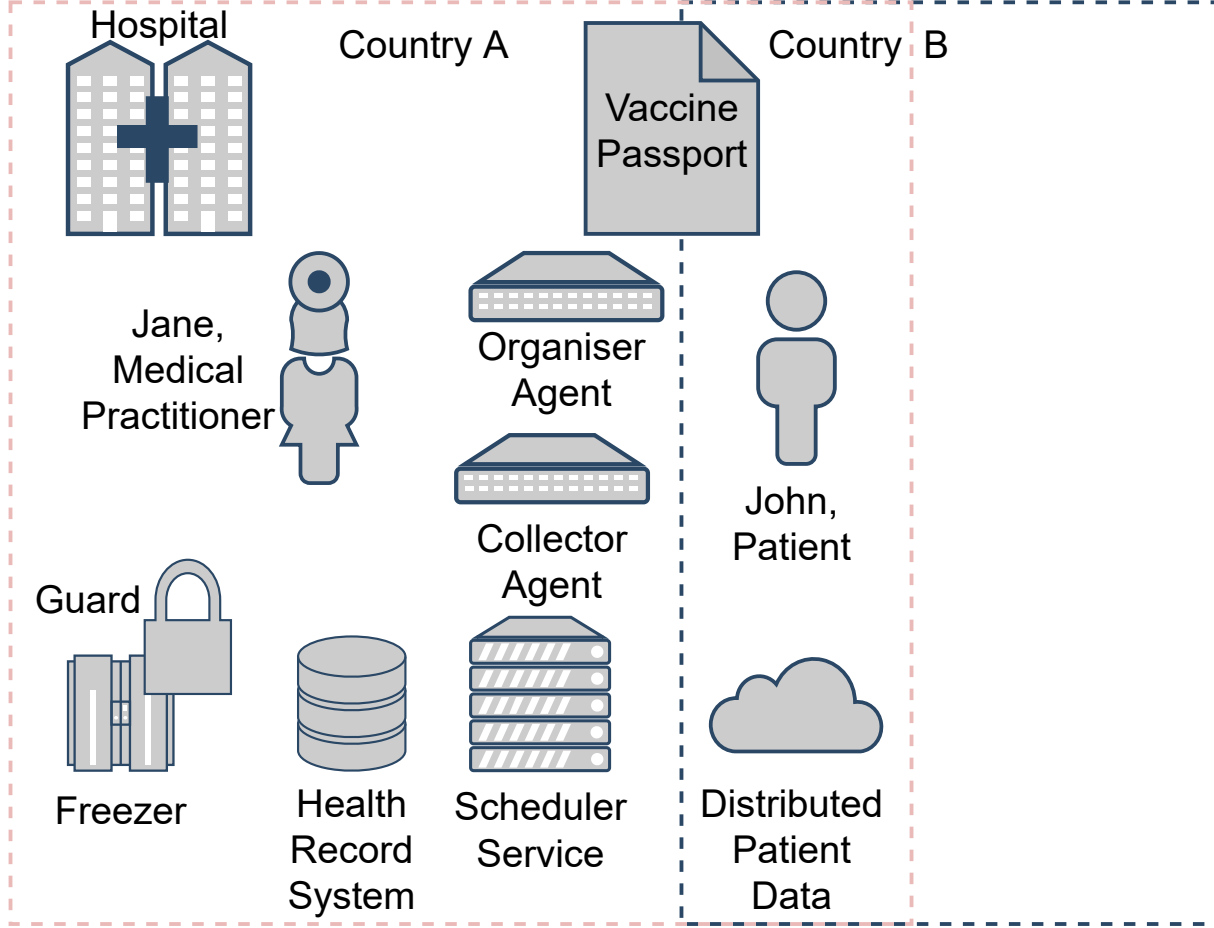 Hospital
Country A
Country B
Vaccine
Passport
Jane,
Medical
Practitioner
Organiser
Agent
Collector
Agent
John,
Patient
Guard
Freezer
Health
Record
System
Scheduler
Service
Distributed
Patient
Data